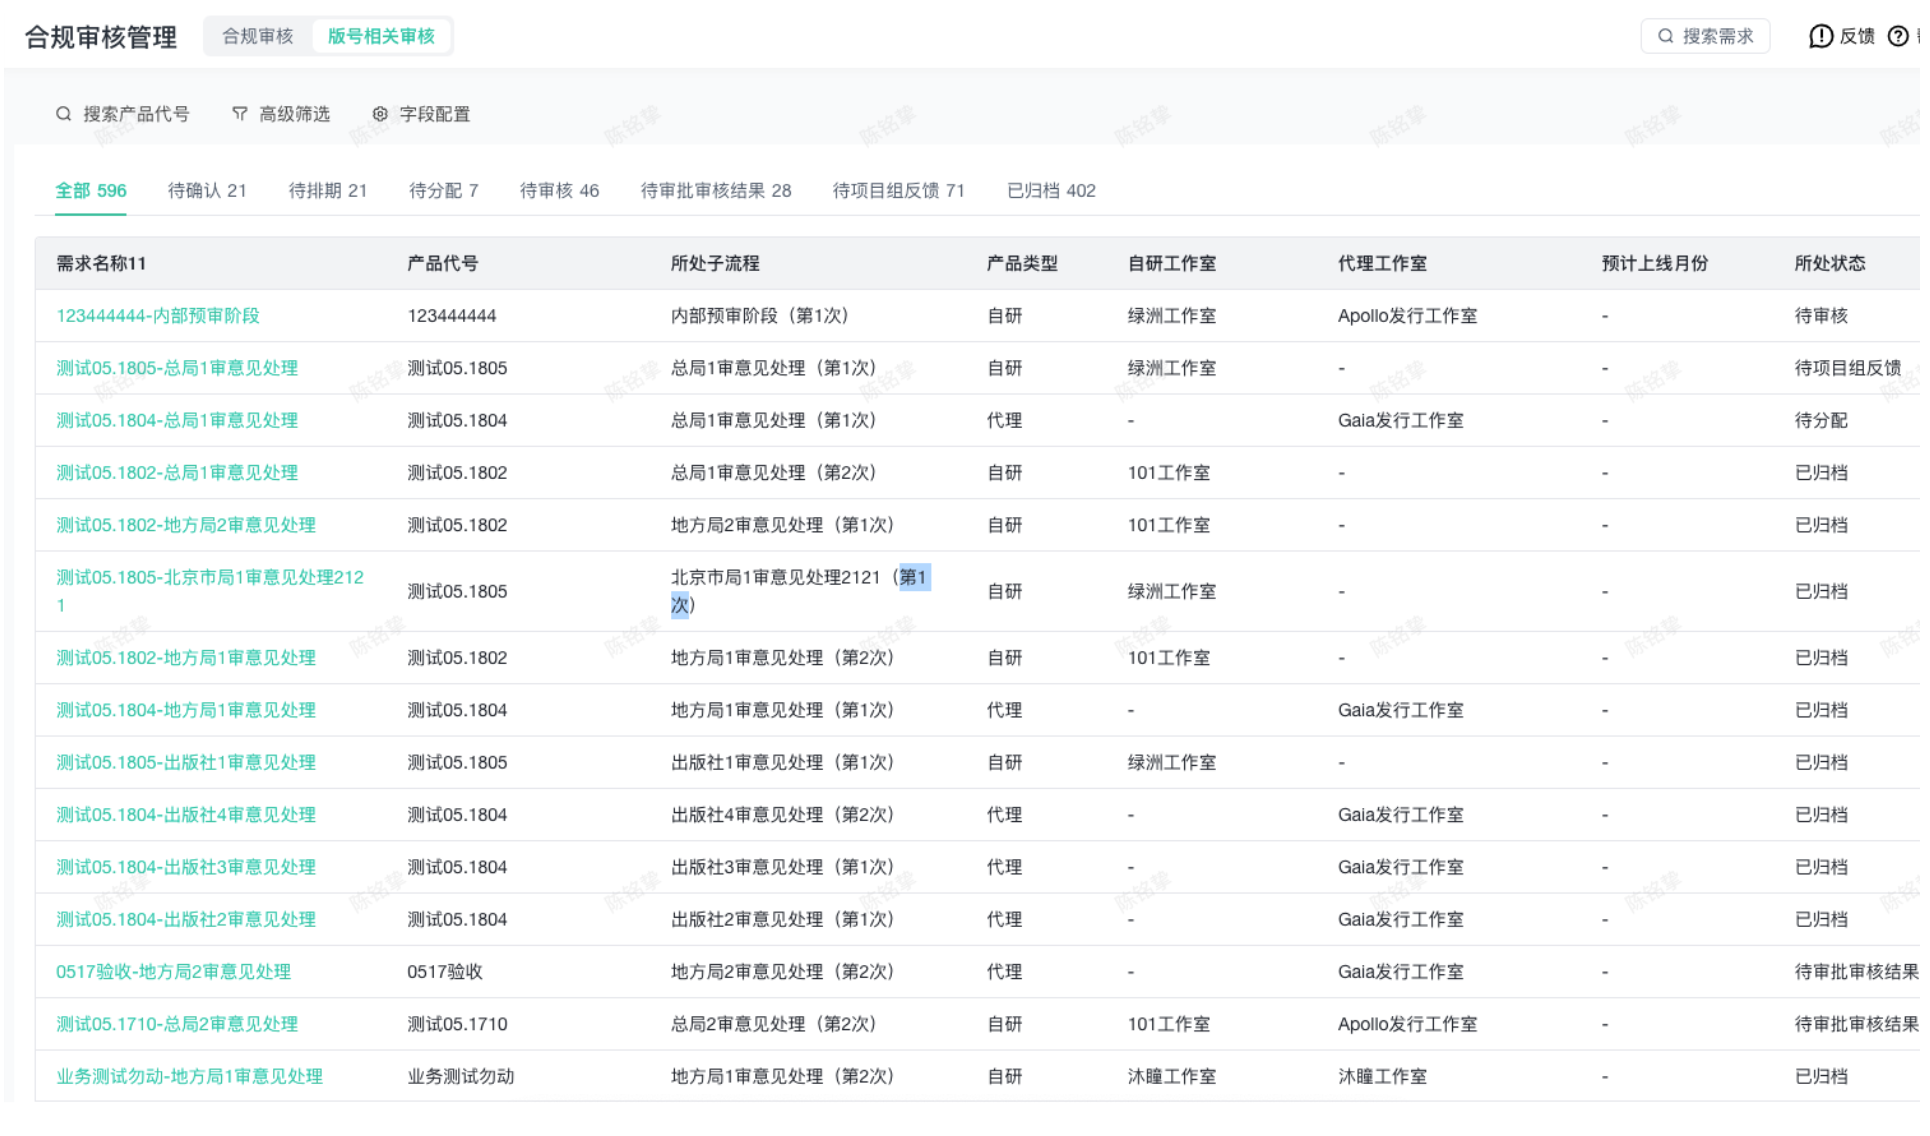 合规审核管理 合规审核 版号相关审核 搜索需求 反馈
搜索产品代号 高级筛选 字段配置
全部 596 待确认 21 待排期 21 待分配 7 待审核 46 待审批审核结果 28 待项目组反馈 71 已归档 402
需求名称11 产品代号 所处子流程 产品类型 自研工作室 代理工作室 预计上线月份 所处状态
123444444-内部预审阶段 123444444 内部预审阶段（第1次） 自研 绿洲工作室 Apollo发行工作室 - 待审核
测试05.1805-总局1审意见处理 测试05.1805 总局1审意见处理（第1次） 自研 绿洲工作室 - - 待项目组反馈
测试05.1804-总局1审意见处理 测试05.1804 总局1审意见处理（第1次） 代理 - Gaia发行工作室 - 待分配
测试05.1802-总局1审意见处理 测试05.1802 总局1审意见处理（第2次） 自研 101工作室 - - 已归档
测试05.1802-地方局2审意见处理 测试05.1802 地方局2审意见处理（第1次） 自研 101工作室 - - 已归档
测试05.1805-北京市局1审意见处理212
1
测试05.1805
北京市局1审意见处理2121（第1
次）
自研 绿洲工作室 - - 已归档
测试05.1802-地方局1审意见处理 测试05.1802 地方局1审意见处理（第2次） 自研 101工作室 - - 已归档
测试05.1804-地方局1审意见处理 测试05.1804 地方局1审意见处理（第1次） 代理 - Gaia发行工作室 - 已归档
测试05.1805-出版社1审意见处理 测试05.1805 出版社1审意见处理（第1次） 自研 绿洲工作室 - - 已归档
测试05.1804-出版社4审意见处理 测试05.1804 出版社4审意见处理（第2次） 代理 - Gaia发行工作室 - 已归档
测试05.1804-出版社3审意见处理 测试05.1804 出版社3审意见处理（第1次） 代理 - Gaia发行工作室 - 已归档
测试05.1804-出版社2审意见处理 测试05.1804 出版社2审意见处理（第1次） 代理 - Gaia发行工作室 - 已归档
0517验收-地方局2审意见处理 0517验收 地方局2审意见处理（第2次） 代理 - Gaia发行工作室 - 待审批审核结果
测试05.1710-总局2审意见处理 测试05.1710 总局2审意见处理（第2次） 自研 101工作室 Apollo发行工作室 - 待审批审核结果
业务测试勿动-地方局1审意见处理 业务测试勿动 地方局1审意见处理（第2次） 自研 沐瞳工作室 沐瞳工作室 - 已归档
陈铭挚